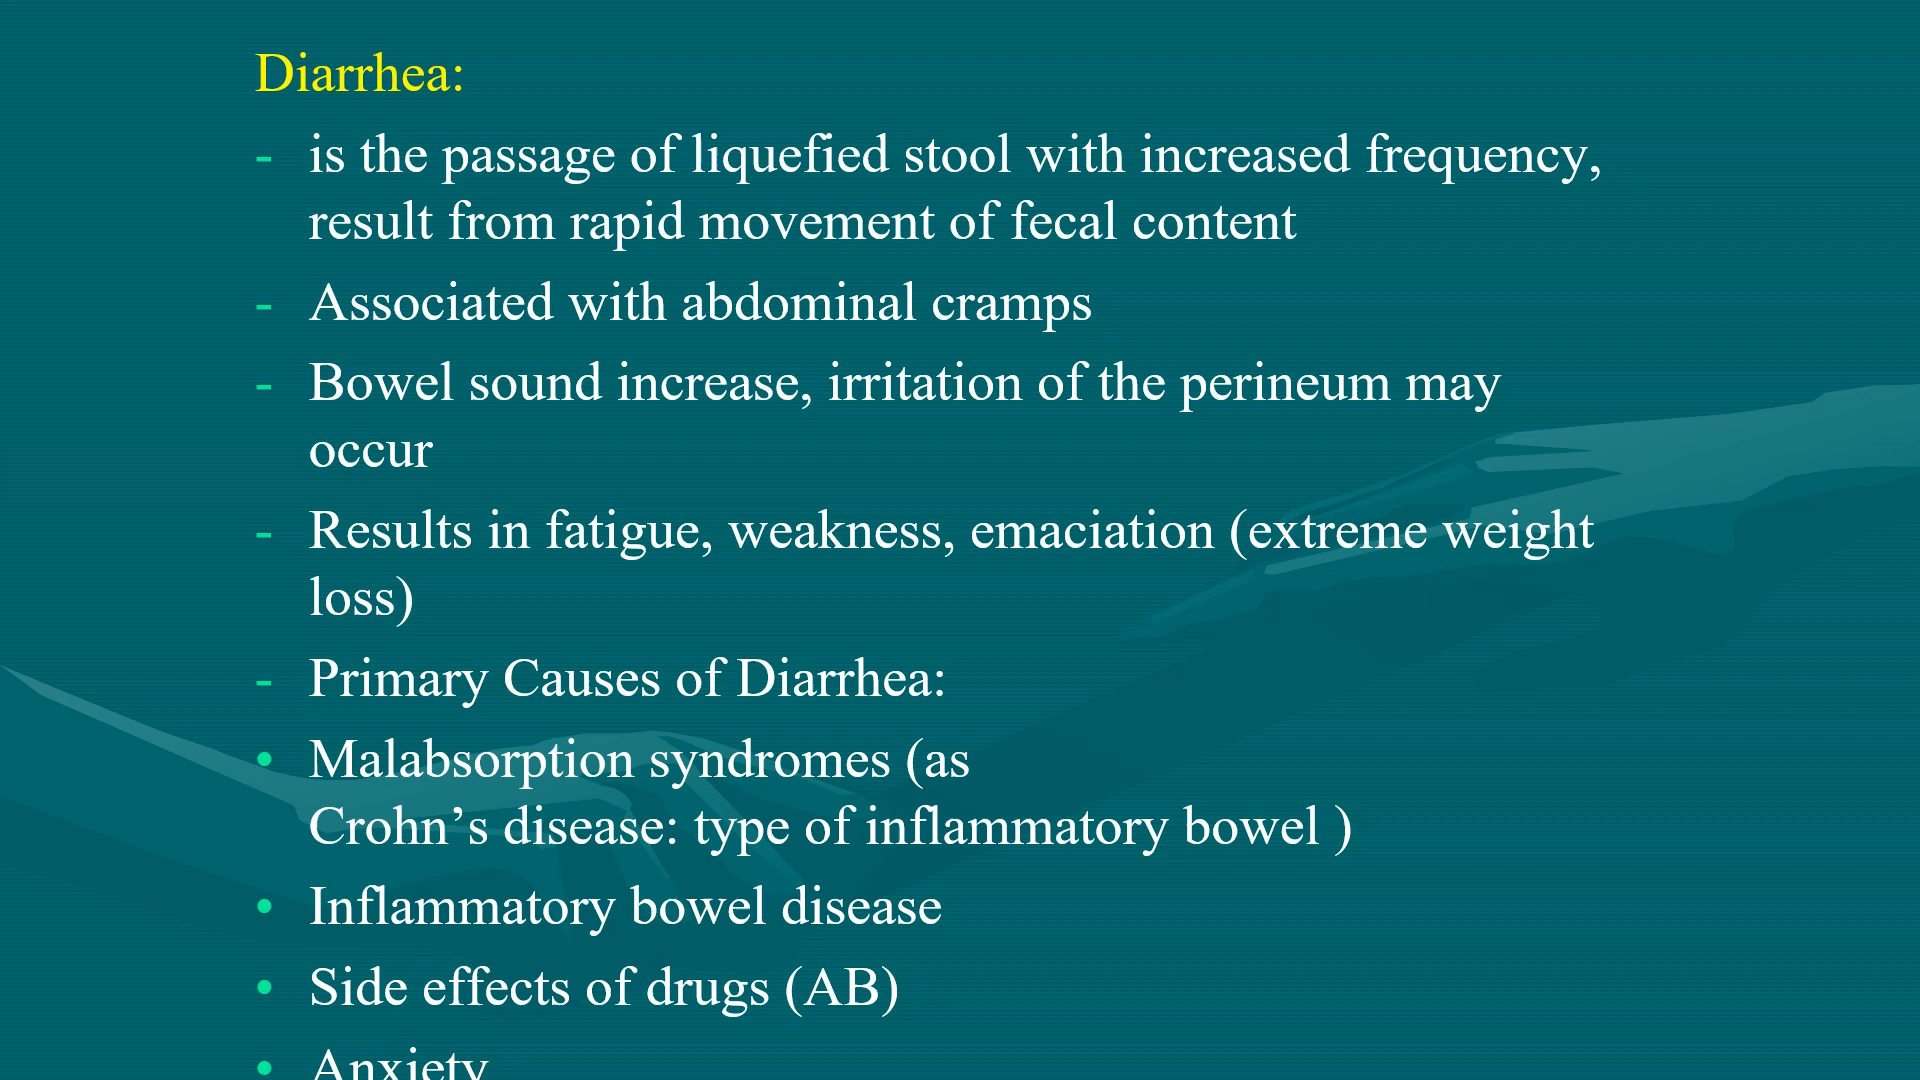 Diarrhea:
- is the passage of liquefied stool with increased frequency,
result from rapid movement of fecal content
- Associated with abdominal cramps
- Bowel sound increase, irritation of the perineum may
occur
- Results in fatigue, weakness, emaciation (extreme weight
loss)
- Primary Causes of Diarrhea:
• Malabsorption syndromes (as
Crohn’s disease: type of inflammatory bowel )
• Inflammatory bowel disease
• Side effects of drugs (AB)
• Anxiety